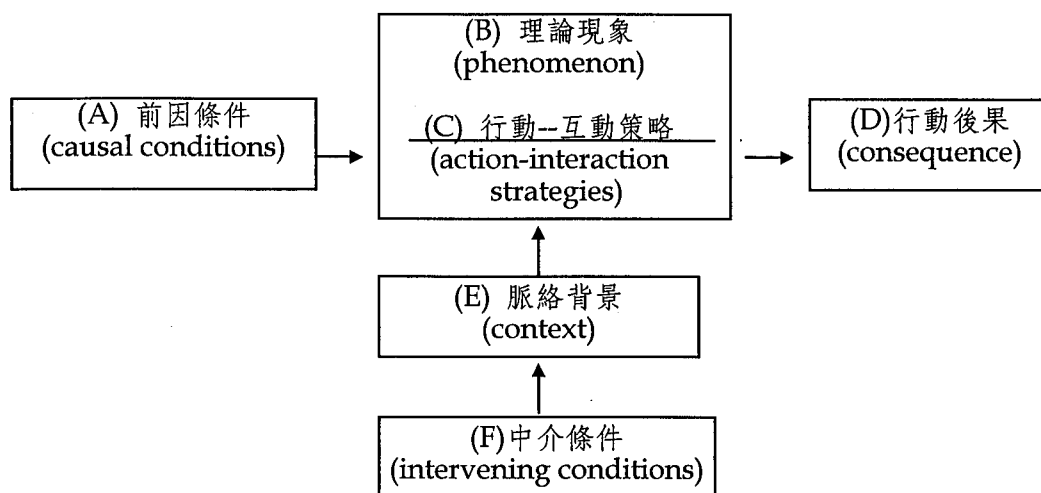 (B) 理論現象
(phenomenon)
(A) 前因條件
(causal conditions)
(C) 行動--互動策略
(action-interaction
strategies)
(D)行動後果
(consequence)
(E) 脈絡背景
(context)
(F)中介條件
(intervening conditions)